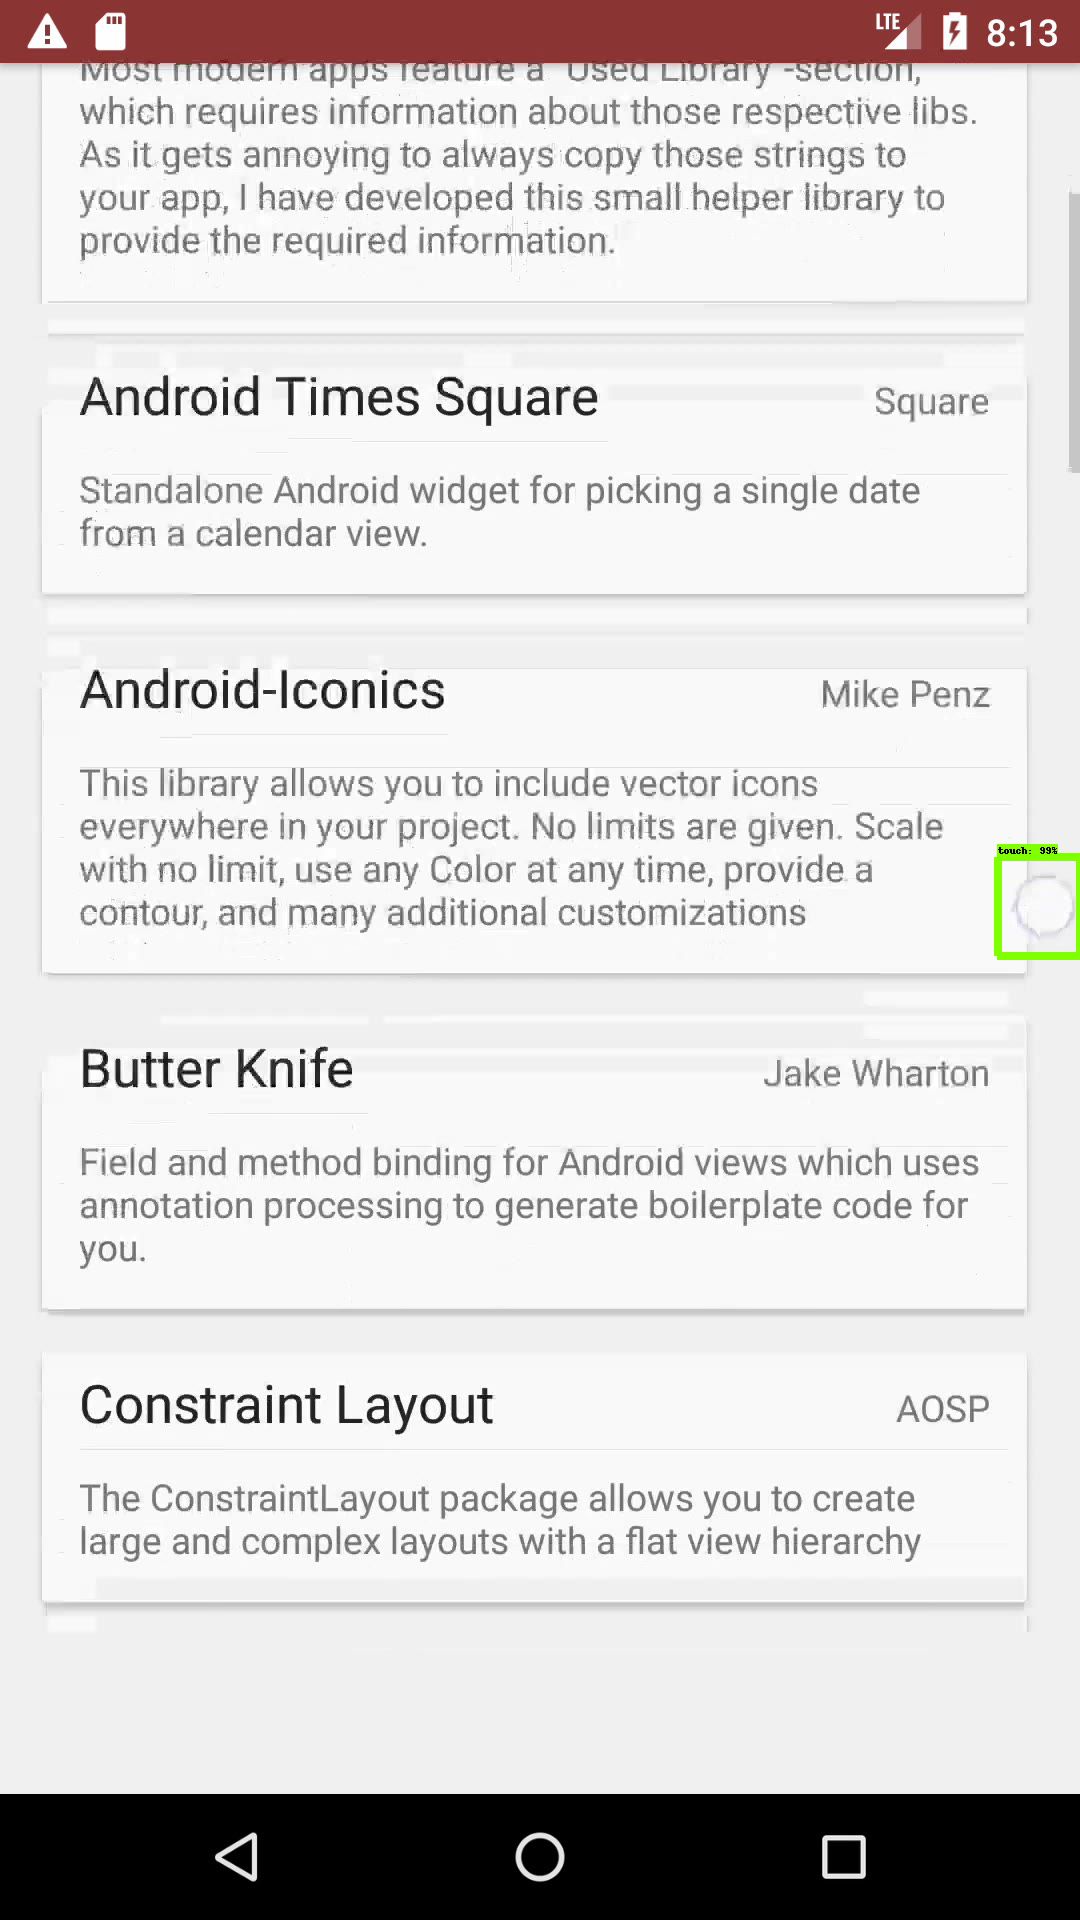 8:13
Most modern apps feature a "Used Library"-section,
which requires information about those respective libs.
As it gets annoying to always copy those strings to
your app, I have developed this small helper library to
provide the required information.
Android Times Square Square
Standalone Android widget for picking a single date
from a calendar view.
Android-Iconics Mike Penz
This library allows you to include vector icons
everywhere in your project. No limits are given. Scale
with no limit, use any Color at any time, provide a
touch: 99%
contour, and many additional customizations
Butter Knife Jake Wharton
Field and method binding for Android views which uses
annotation processing to generate boilerplate code for
you.
Constraint Layout AOSP
The ConstraintLayout package allows you to create
large and complex layouts with a flat view hierarchy
LTE